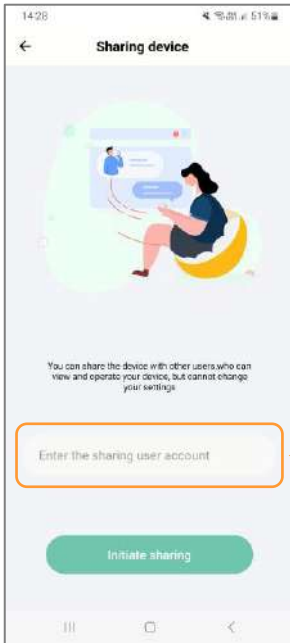 14:28
51%
Sharing device
You can share the device with other users,who can
view and operate your device, but cannot change
your settings
Enter the sharing user account
Initiate sharing